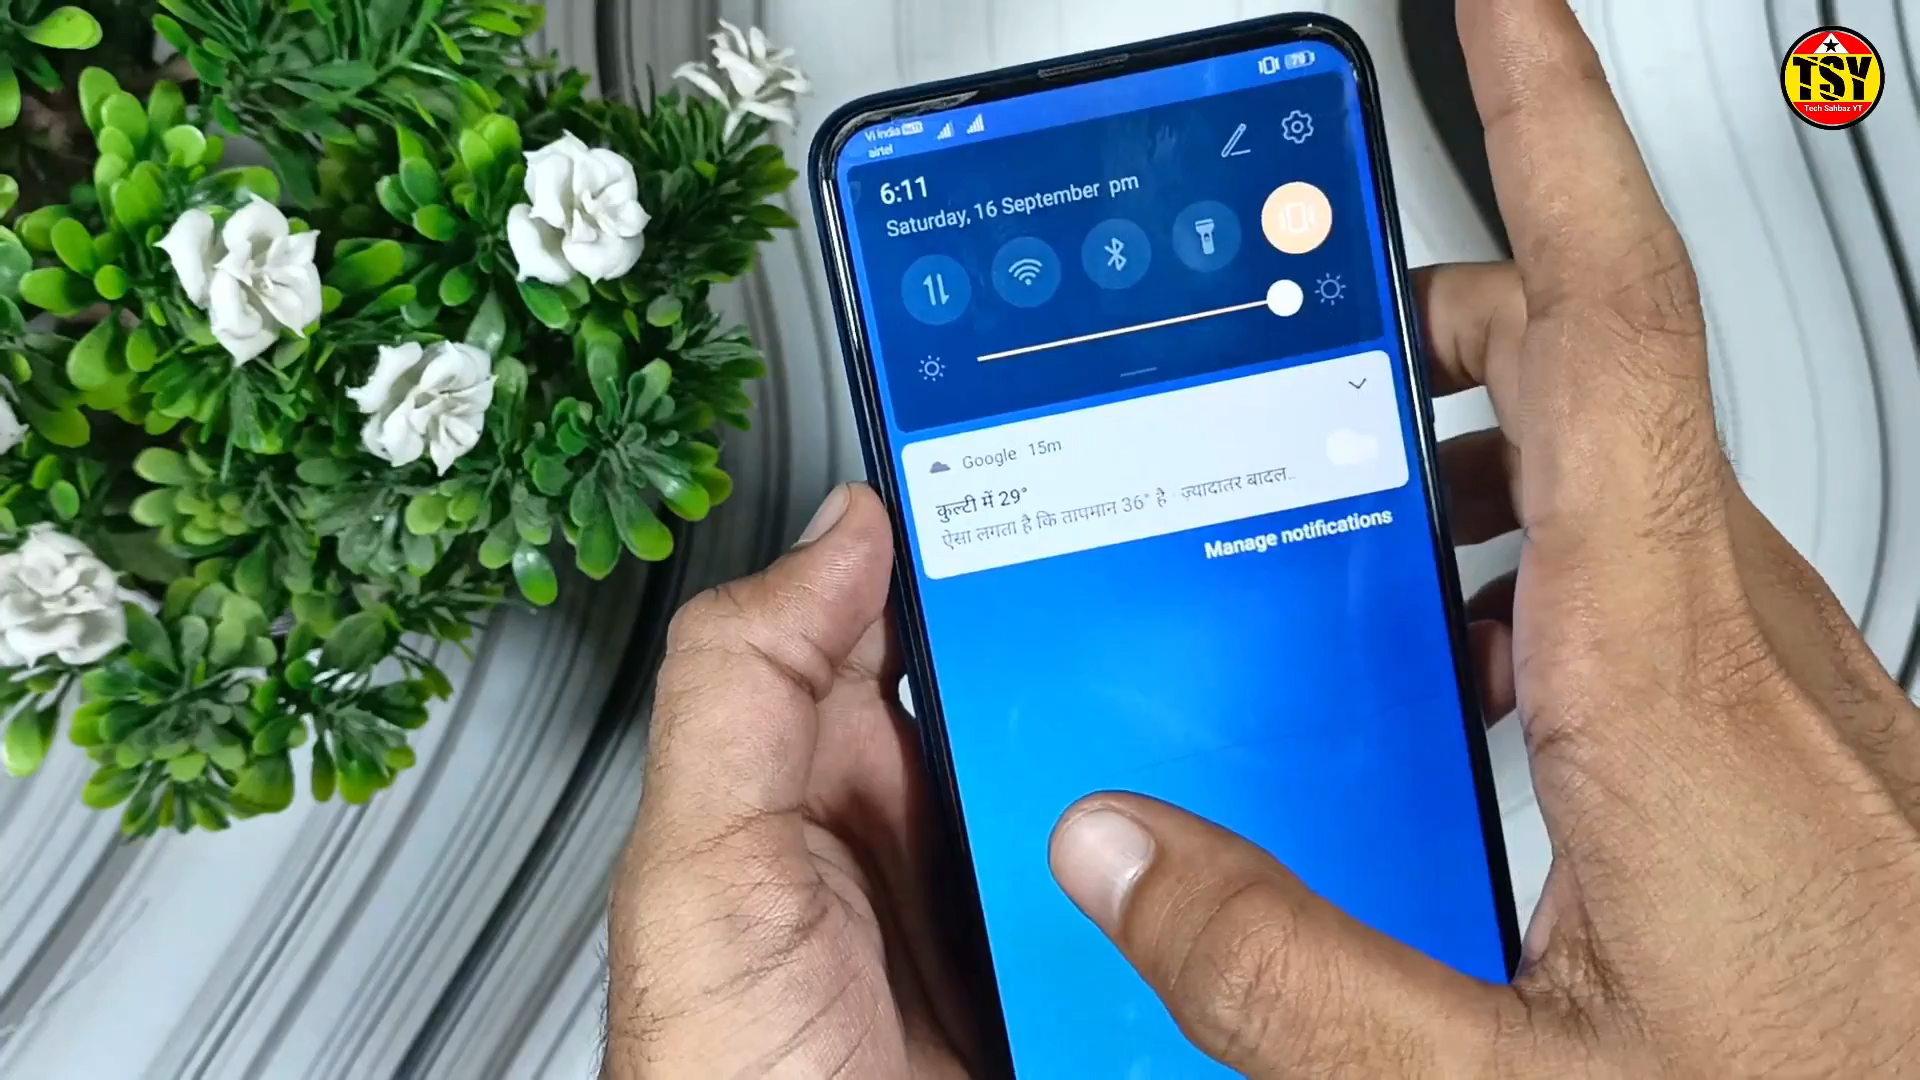 TSY
Tech Sahbaz YT
Vi India
airtel
79
6:11
Saturday, 16 September pm
Google 15m
कुल्टी में 29°
ऐसा लगता है कि तापमान 36° है · ज़्यादातर बादल..
Manage notifications